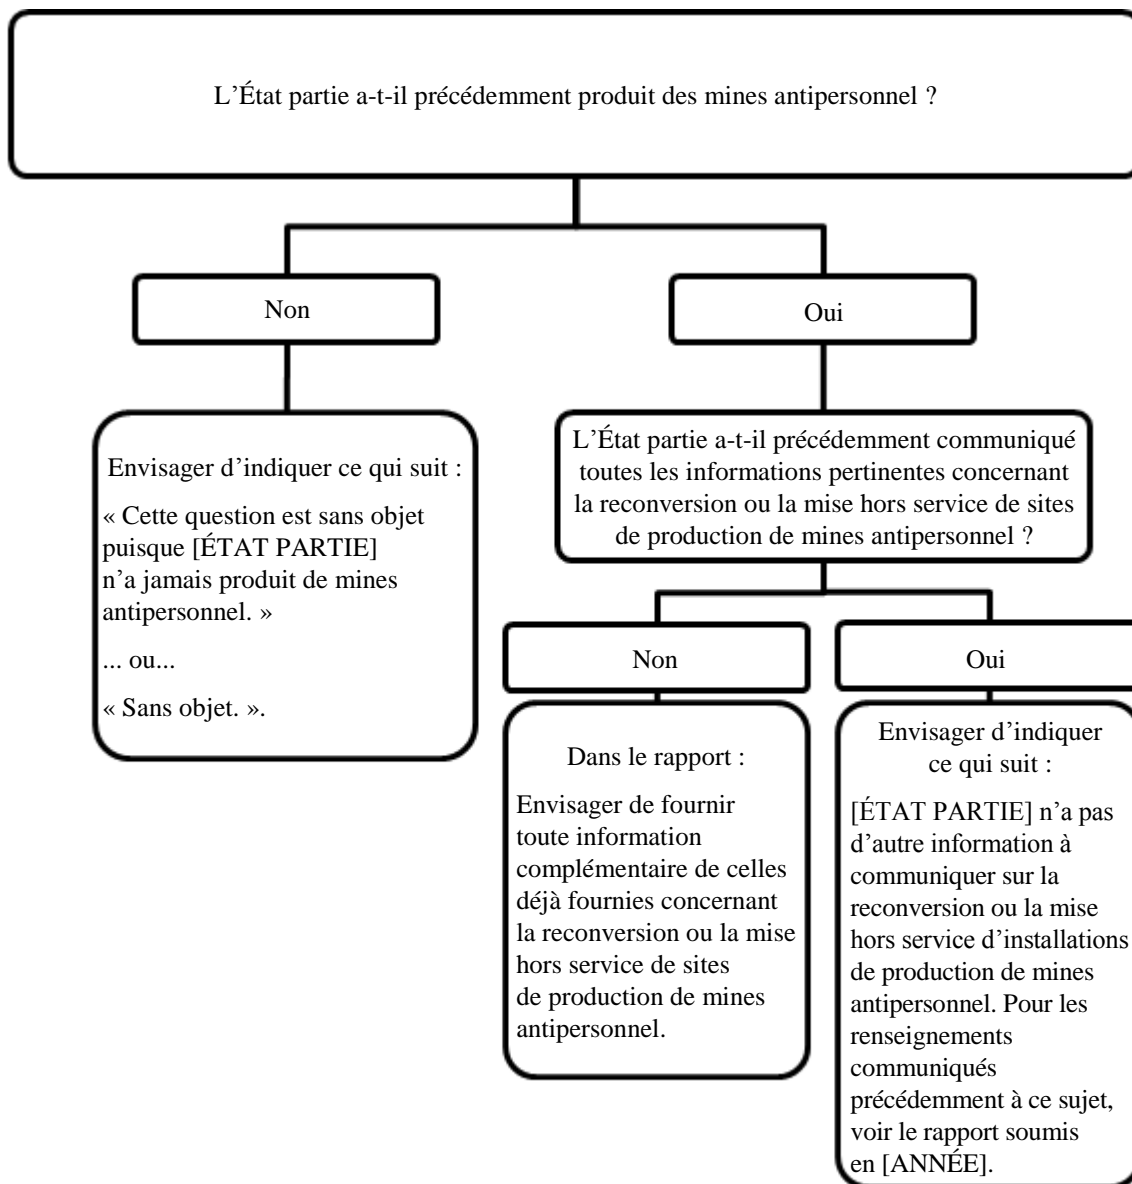 L’État partie a-t-il précédemment produit des mines antipersonnel ?
Non
Oui
Envisager d’indiquer ce qui suit :
« Cette question est sans objet
puisque [ÉTAT PARTIE]
n’a jamais produit de mines
antipersonnel. »
... ou...
« Sans objet. ».
L’État partie a-t-il précédemment communiqué
toutes les informations pertinentes concernant
la reconversion ou la mise hors service de sites
de production de mines antipersonnel ?
Non
Oui
Dans le rapport :
Envisager de fournir
toute information
complémentaire de celles
déjà fournies concernant
la reconversion ou la mise
hors service de sites
de production de mines
antipersonnel.
Envisager d’indiquer
ce qui suit :
[ÉTAT PARTIE] n’a pas
d’autre information à
communiquer sur la
reconversion ou la mise
hors service d’installations
de production de mines
antipersonnel. Pour les
renseignements
communiqués
précédemment à ce sujet,
voir le rapport soumis
en [ANNÉE].